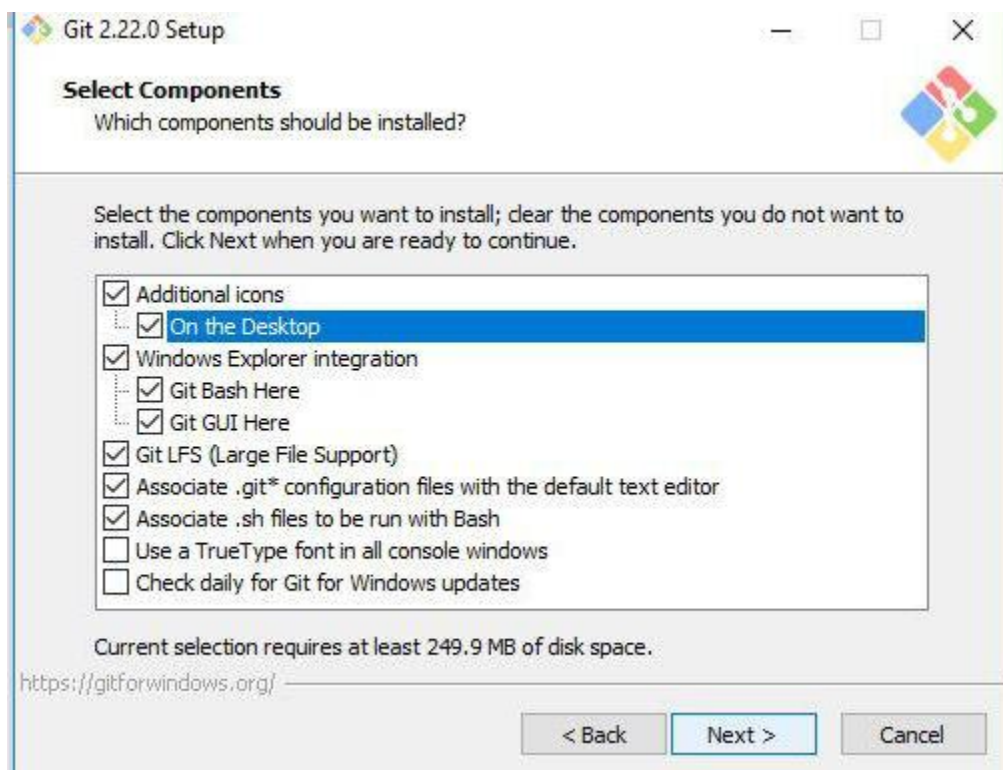 Git 2.22.0 Setup
Select Components
Which components should be installed?
Select the components you want to install; clear the components you do not want to
install. Click Next when you are ready to continue.
Additional icons
On the Desktop
Windows Explorer integration
Git Bash Here
Git GUI Here
Git LFS (Large File Support)
Associate .git* configuration files with the default text editor
Associate .sh files to be run with Bash
Use a TrueType font in all console windows
Check daily for Git for Windows updates
Current selection requires at least 249.9 MB of disk space.
https://gitforwindows.org/
< Back
Next >
Cancel